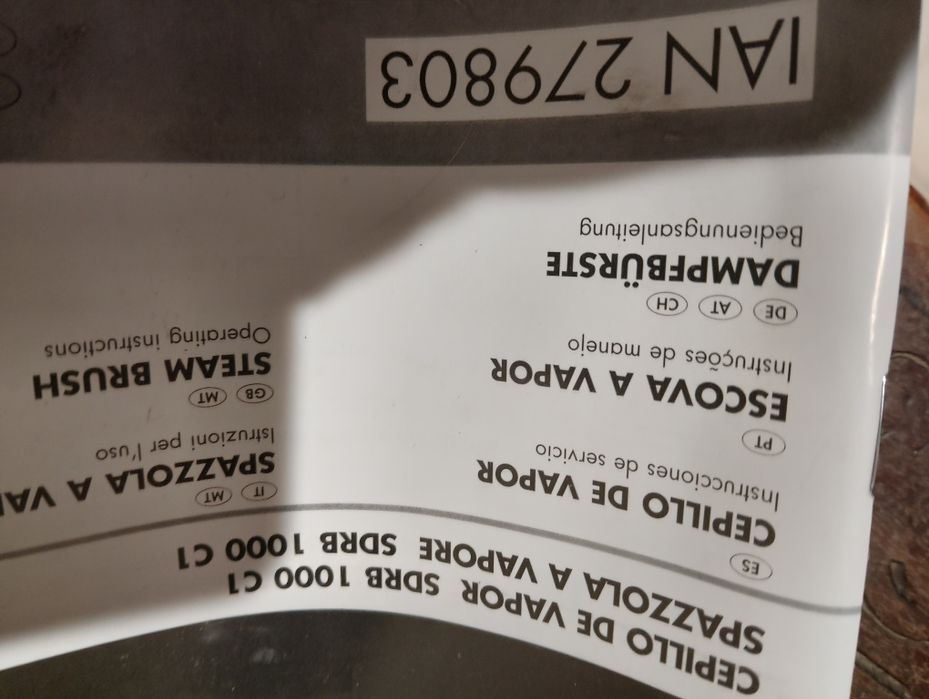 CEPILLO DE VAPOR SDRB 1000 C1
SPAZZOLA A VAPORE SDRB 1000 C1
ES
CEPILLO DE VAPOR
Instrucciones de servicio
PT
ESCOVA A VAPOR
Instruções de manejo
DE AT CH
DAMPFBÜRSTE
Bedienungsanleitung
IT MT
SPAZZOLA A
Istruzioni per l'uso
GB MT
STEAM BRUSH
Operating instructions
IAN 279803